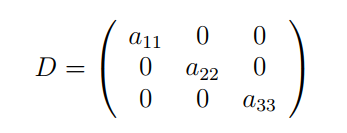 a₁₁ 0 0
D = 0 a₂₂ 0
0 0 a₃₃